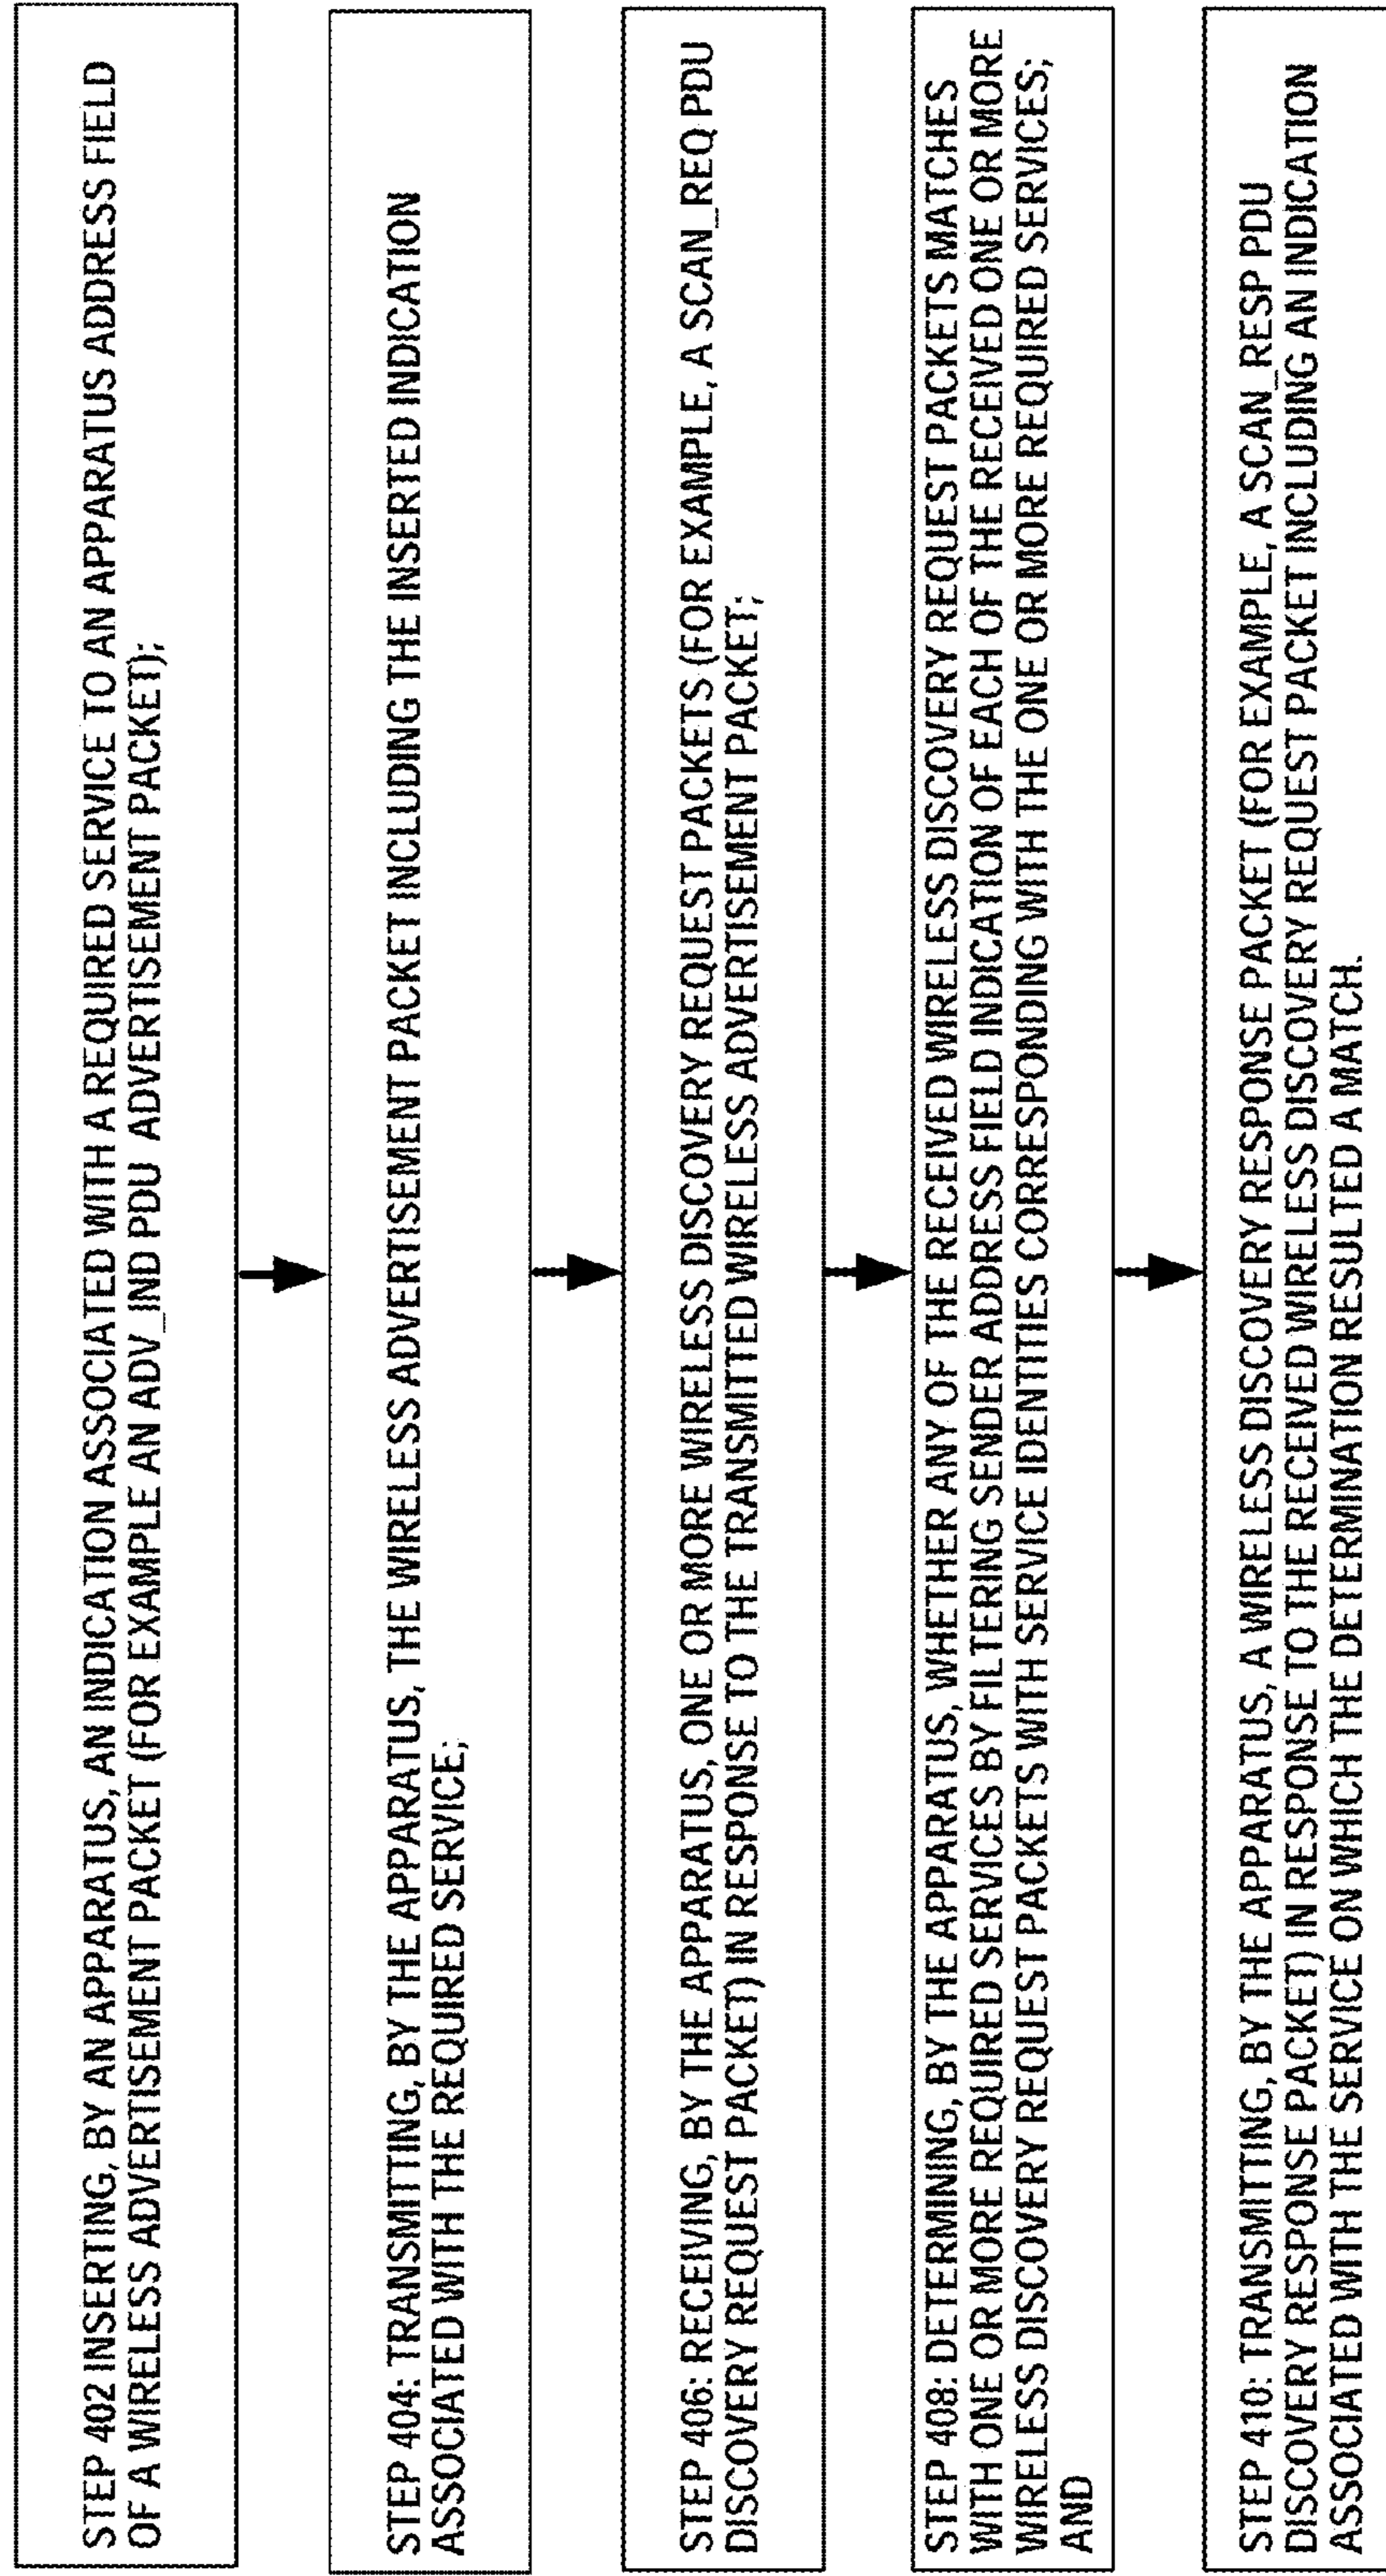 STEP 402 INSERTING, BY AN APPARATUS, AN INDICATION ASSOCIATED WITH A REQUIRED SERVICE TO AN APPARATUS ADDRESS FIELD
OF A WIRELESS ADVERTISEMENT PACKET (FOR EXAMPLE AN ADV_IND PDU ADVERTISEMENT PACKET);
STEP 404: TRANSMITTING, BY THE APPARATUS, THE WIRELESS ADVERTISEMENT PACKET INCLUDING THE INSERTED INDICATION
ASSOCIATED WITH THE REQUIRED SERVICE;
STEP 406: RECEIVING, BY THE APPARATUS, ONE OR MORE WIRELESS DISCOVERY REQUEST PACKETS (FOR EXAMPLE, A SCAN_REQ PDU
DISCOVERY REQUEST PACKET) IN RESPONSE TO THE TRANSMITTED WIRELESS ADVERTISEMENT PACKET;
STEP 408: DETERMINING, BY THE APPARATUS, WHETHER ANY OF THE RECEIVED WIRELESS DISCOVERY REQUEST PACKETS MATCHES
WITH ONE OR MORE REQUIRED SERVICES BY FILTERING SENDER ADDRESS FIELD INDICATION OF EACH OF THE RECEIVED ONE OR MORE
WIRELESS DISCOVERY REQUEST PACKETS WITH SERVICE IDENTITIES CORRESPONDING WITH THE ONE OR MORE REQUIRED SERVICES;
AND
STEP 410: TRANSMITTING, BY THE APPARATUS, A WIRELESS DISCOVERY RESPONSE PACKET (FOR EXAMPLE, A SCAN_RESP PDU
DISCOVERY RESPONSE PACKET) IN RESPONSE TO THE RECEIVED WIRELESS DISCOVERY REQUEST PACKET INCLUDING AN INDICATION
ASSOCIATED WITH THE SERVICE ON WHICH THE DETERMINATION RESULTED A MATCH.